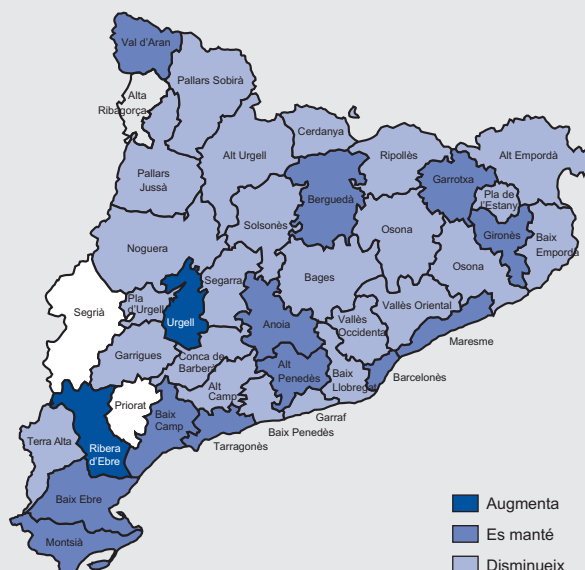 Val d'Aran
Pallars Sobirà
Alta
Ribagorça
Cerdanya
Alt Urgell
Ripollès
Alt Empordà
Pallars
Jussà
Garrotxa
Pla de
l'Estany
Berguedà
Solsonès
Osona
Gironès
Noguera
Baix
Emporda
Segarra
Bages
Osona
Pla
d'Urgell
Segrià
Urgell
Anoia
Vallès Oriental
Vallès
Occidenta
Maresme
Garrigues
Conca de
Barberà
Alt
Penedès
Baix
Llobregat
Barcelonès
Alt
Camp
Priorat
Baix
Camp
Garraf
Baix Penedès
Tarragonès
Terra Alta
Ribera
d'Ebre
Baix Ebre
Montsià
Augmenta
Es manté
Disminueix